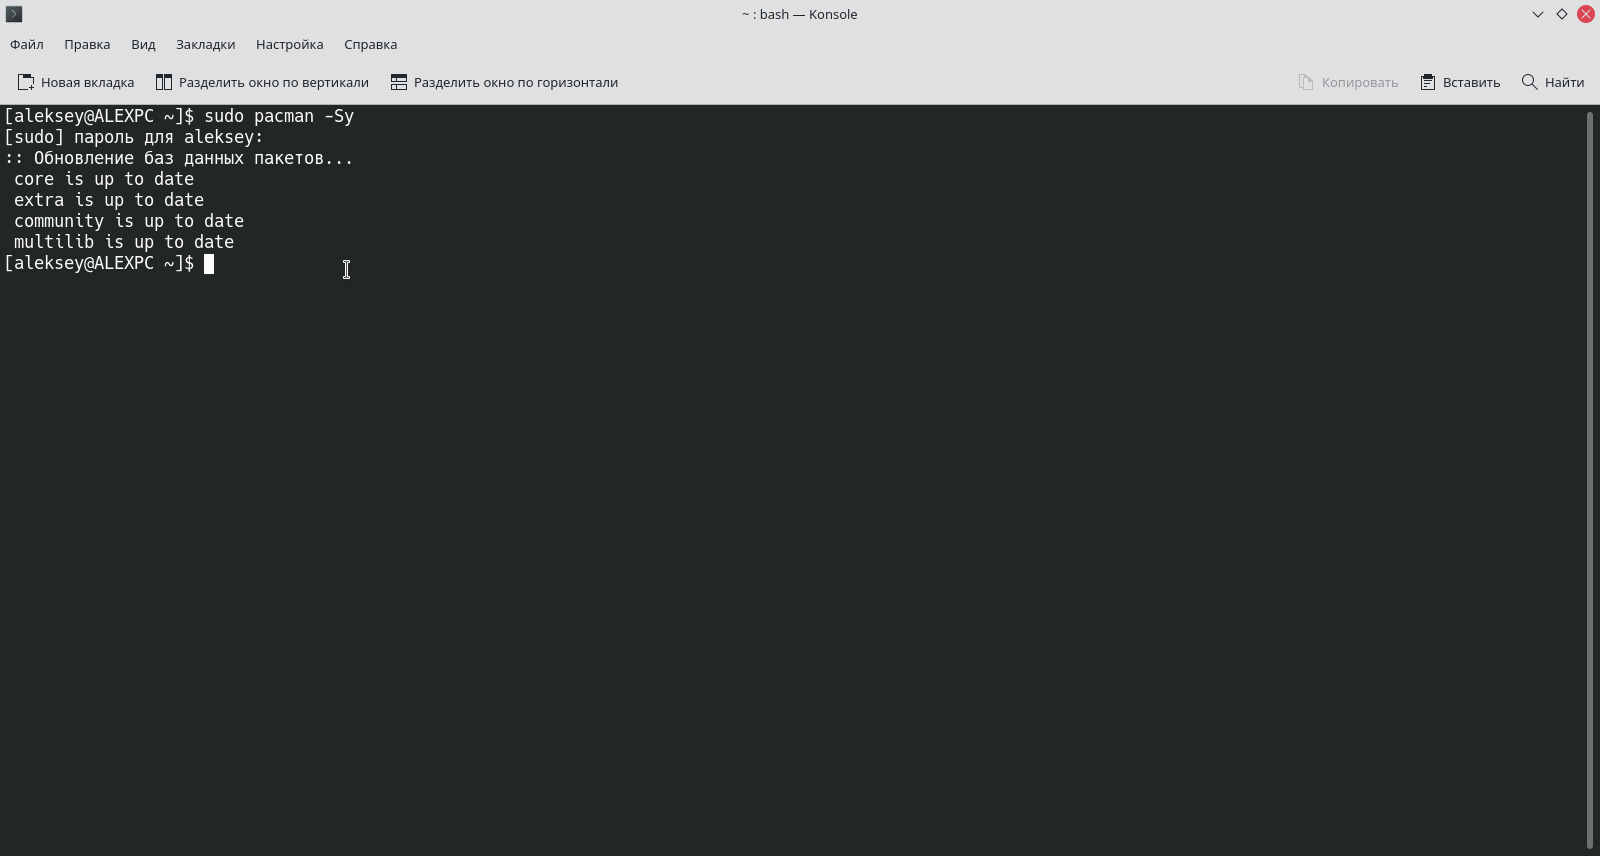 ~ : bash — Konsole
Файл Правка Вид Закладки Настройка Справка
Новая вкладка Разделить окно по вертикали Разделить окно по горизонтали Копировать Вставить Найти
[aleksey@ALEXPC ~]$ sudo pacman -Sy
[sudo] пароль для aleksey:
:: Обновление баз данных пакетов...
core is up to date
extra is up to date
community is up to date
multilib is up to date
[aleksey@ALEXPC ~]$